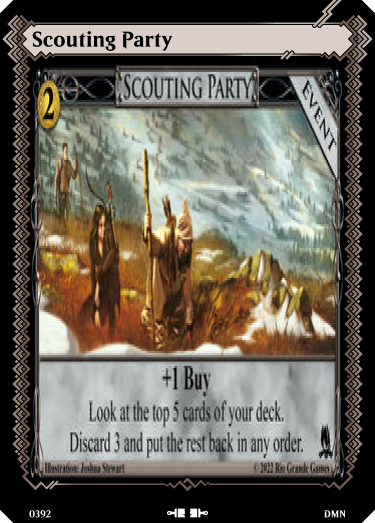 Scouting Party
SCOUTING PARTY
2
EVENT
+1 Buy
Look at the top 5 cards of your deck.
Discard 3 and put the rest back in any order.
Illustration: Joshua Stewart © 2022 Rio Grande Games
0392 DMN